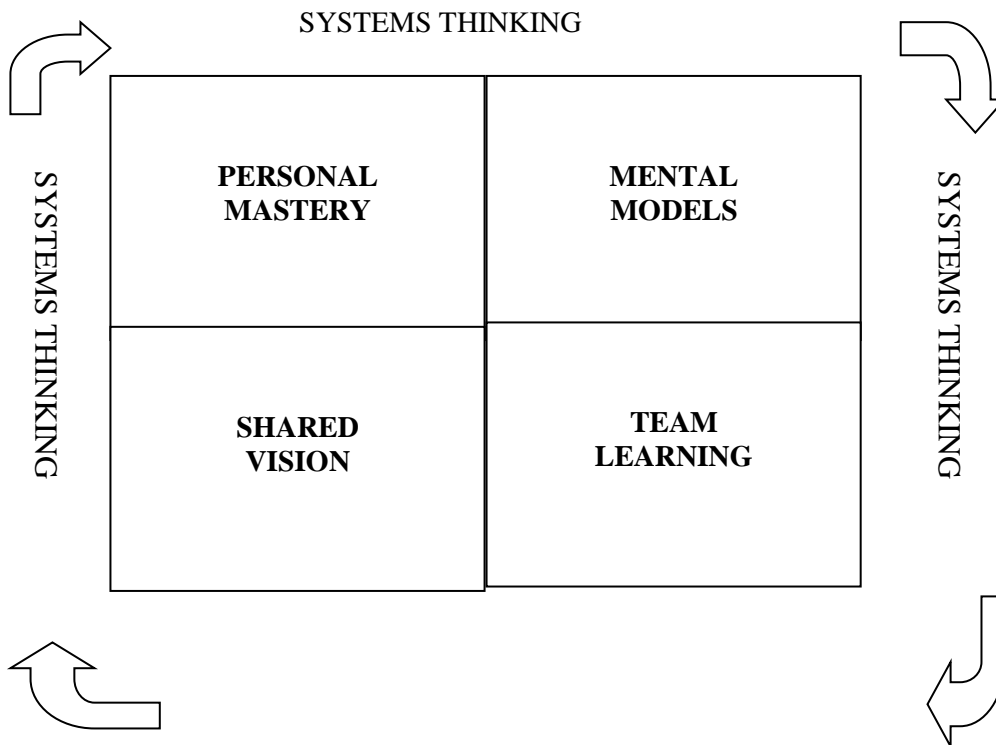 SYSTEMS THINKING
SYSTEMS THINKING
PERSONAL
MASTERY
MENTAL
MODELS
SYSTEMS THINKING
SHARED
VISION
TEAM
LEARNING